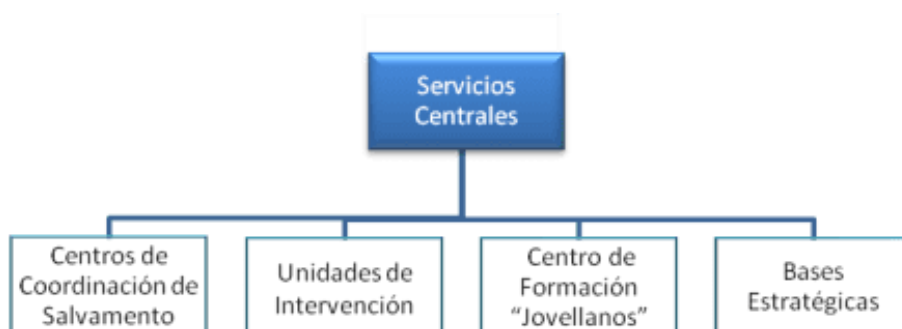 Servicios
Centrales
Centros de
Coordinación de
Salvamento
Unidades de
Intervención
Centro de
Formación
“Jovellanos”
Bases
Estratégicas